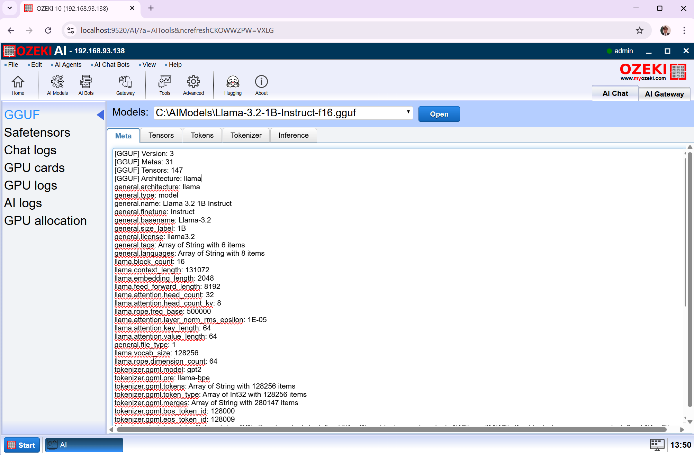 OZEKI 10 (192.168.93.138)
localhost:9520/AI/?a=AITools&ncrefreshCKOWWZPW=VXLG
OZEKI AI - 192.168.93.138
admin
File Edit AI Agents AI Chat Bots View Help
Home AI Models AI Bots Gateway Tools Advanced Hugging About
OZEKI
www.myozeki.com
AI Chat AI Gateway
GGUF
Safetensors
Chat logs
GPU cards
GPU logs
AI logs
GPU allocation
Models: C:\AIModels\Llama-3.2-1B-Instruct-f16.gguf Open
Meta Tensors Tokens Tokenizer Inference
[GGUF] Version: 3
[GGUF] Metas: 31
[GGUF] Tensors: 147
[GGUF] Architecture: llama
general.architecture: llama
general.type: model
general.name: Llama 3.2 1B Instruct
general.finetune: Instruct
general.basename: Llama-3.2
general.size_label: 1B
general.license: llama3.2
general.tags: Array of String with 6 items
general.languages: Array of String with 8 items
llama.block_count: 16
llama.context_length: 131072
llama.embedding_length: 2048
llama.feed_forward_length: 8192
llama.attention.head_count: 32
llama.attention.head_count_kv: 8
llama.rope.freq_base: 500000
llama.attention.layer_norm_rms_epsilon: 1E-05
llama.attention.key_length: 64
llama.attention.value_length: 64
general.file_type: 1
llama.vocab_size: 128256
llama.rope.dimension_count: 64
tokenizer.ggml.model: gpt2
tokenizer.ggml.pre: llama-bpe
tokenizer.ggml.tokens: Array of String with 128256 items
tokenizer.ggml.token_type: Array of Int32 with 128256 items
tokenizer.ggml.merges: Array of String with 280147 items
tokenizer.ggml.bos_token_id: 128000
tokenizer.ggml.eos_token_id: 128009
Start AI 13:50